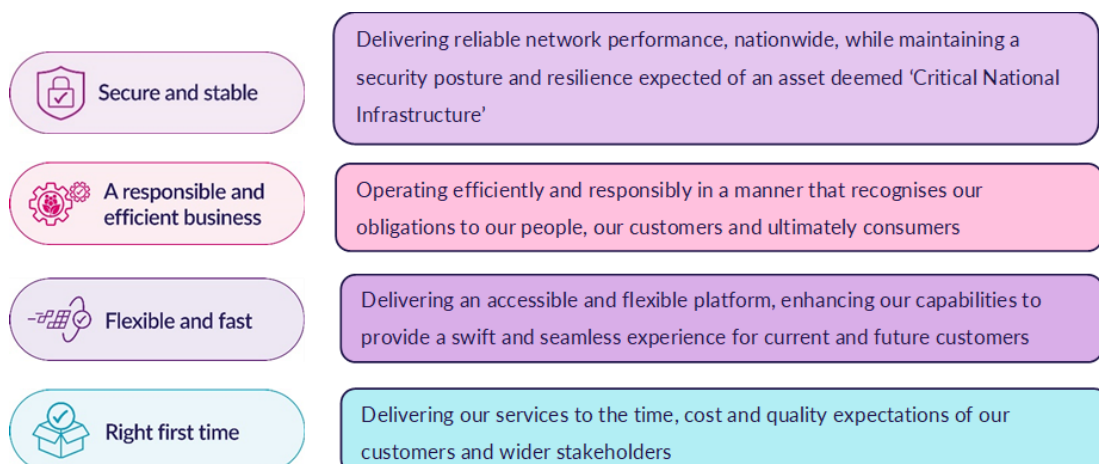 Secure and stable
Delivering reliable network performance, nationwide, while maintaining a
security posture and resilience expected of an asset deemed ‘Critical National
Infrastructure’
A responsible and
efficient business
Operating efficiently and responsibly in a manner that recognises our
obligations to our people, our customers and ultimately consumers
Flexible and fast
Delivering an accessible and flexible platform, enhancing our capabilities to
provide a swift and seamless experience for current and future customers
Right first time
Delivering our services to the time, cost and quality expectations of our
customers and wider stakeholders